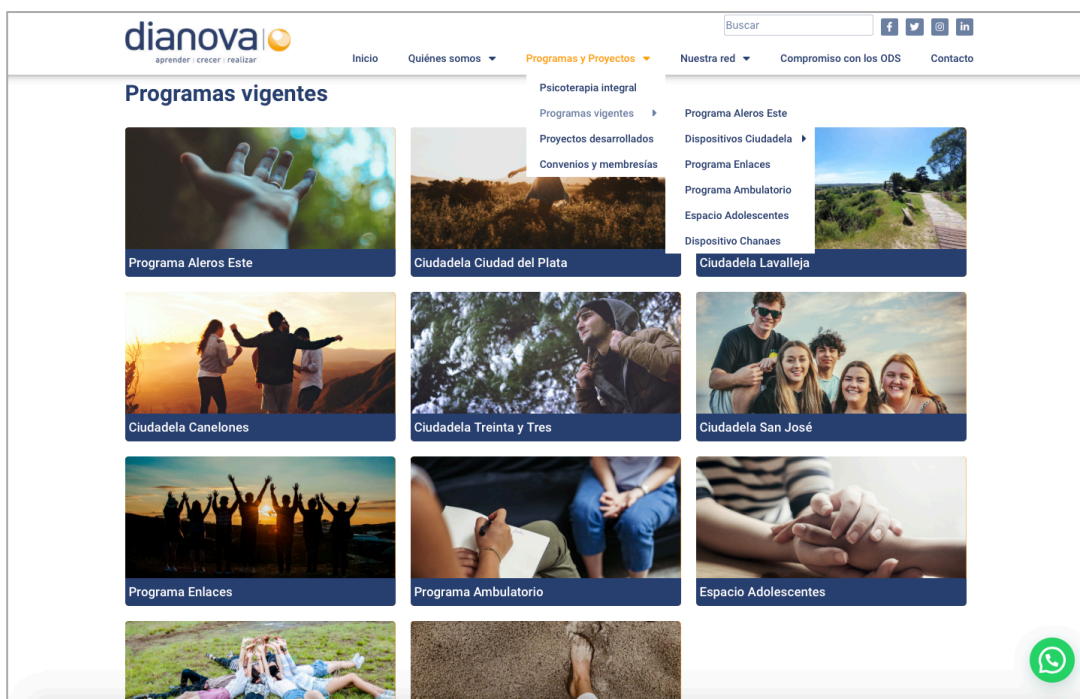 dianova
aprender | crecer | realizar
Buscar
Inicio
Quiénes somos
Programas y Proyectos
Nuestra red
Compromiso con los ODS
Contacto
Psicoterapia integral
Programas vigentes
Proyectos desarrollados
Convenios y membresías
Programa Aleros Este
Dispositivos Ciudadela
Programa Enlaces
Programa Ambulatorio
Espacio Adolescentes
Dispositivo Chanaes
Programas vigentes
Programa Aleros Este
Ciudadela Ciudad del Plata
Ciudadela Lavalleja
Ciudadela Canelones
Ciudadela Treinta y Tres
Ciudadela San José
Programa Enlaces
Programa Ambulatorio
Espacio Adolescentes